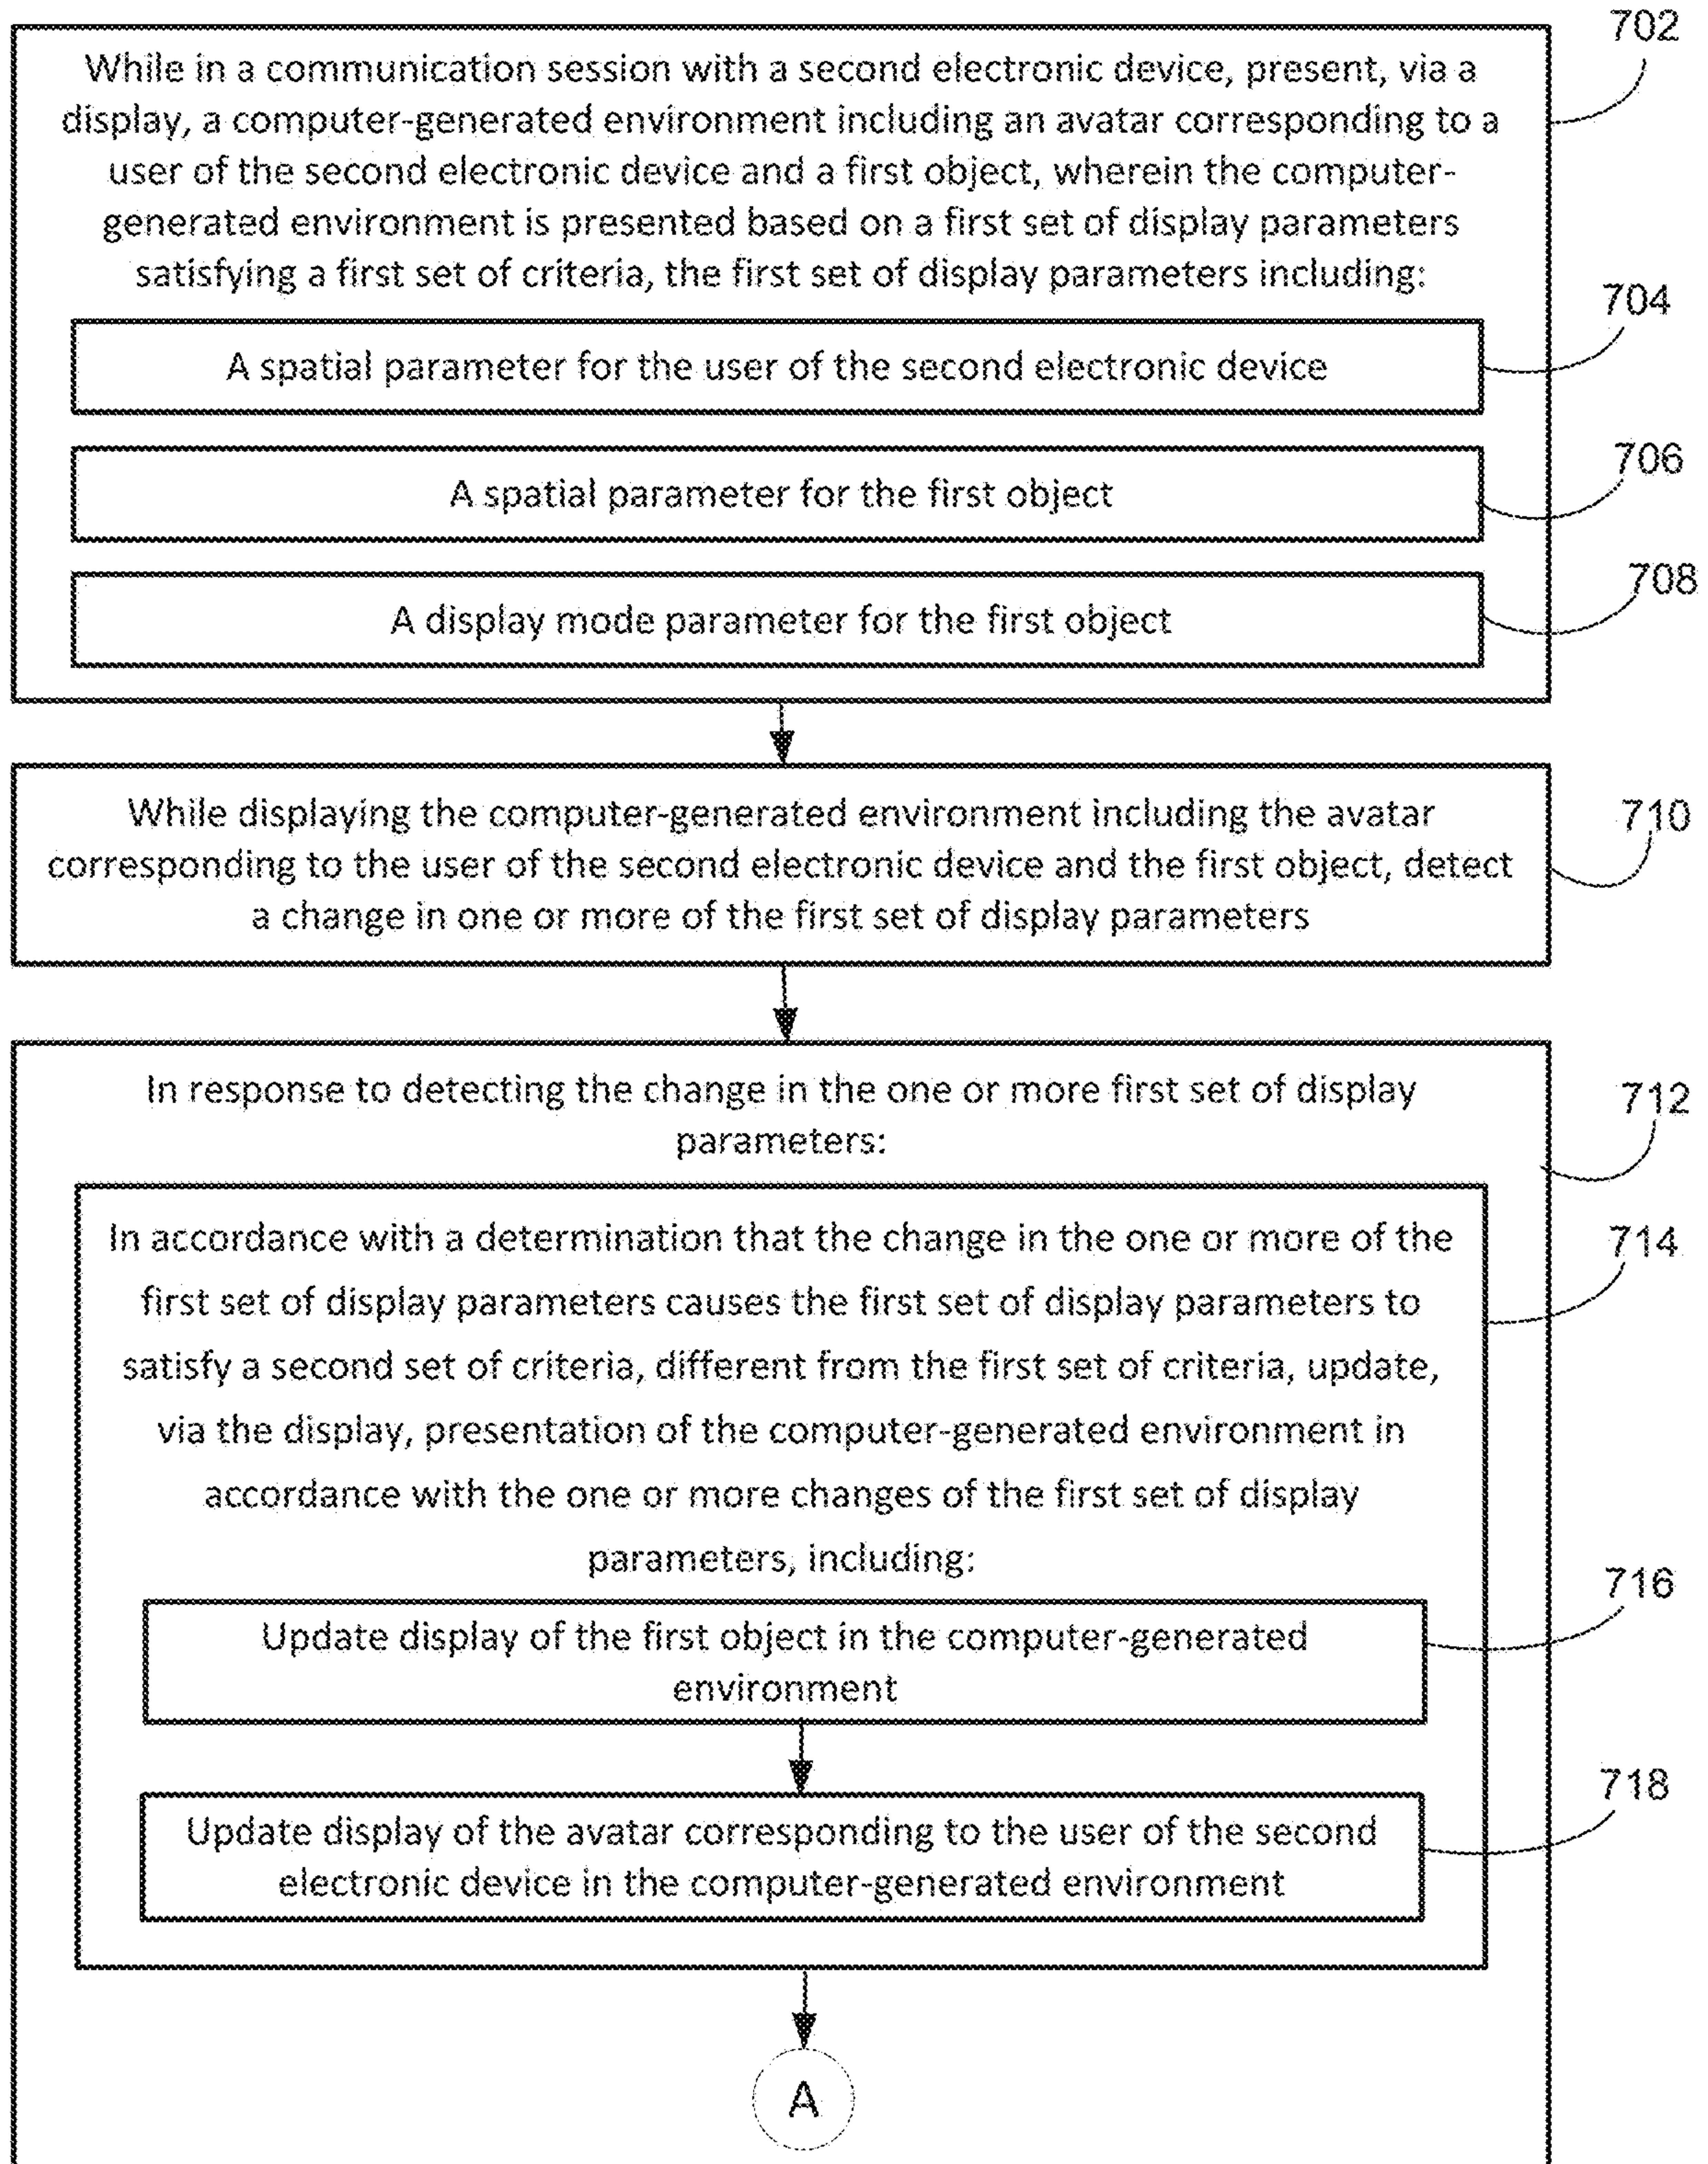 702
While in a communication session with a second electronic device, present, via a
display, a computer-generated environment including an avatar corresponding to a
user of the second electronic device and a first object, wherein the computer-
generated environment is presented based on a first set of display parameters
satisfying a first set of criteria, the first set of display parameters including:
704
A spatial parameter for the user of the second electronic device
706
A spatial parameter for the first object
708
A display mode parameter for the first object
710
While displaying the computer-generated environment including the avatar
corresponding to the user of the second electronic device and the first object, detect
a change in one or more of the first set of display parameters
712
In response to detecting the change in the one or more first set of display
parameters:
714
In accordance with a determination that the change in the one or more of the
first set of display parameters causes the first set of display parameters to
satisfy a second set of criteria, different from the first set of criteria, update,
via the display, presentation of the computer-generated environment in
accordance with the one or more changes of the first set of display
parameters, including:
716
Update display of the first object in the computer-generated
environment
718
Update display of the avatar corresponding to the user of the second
electronic device in the computer-generated environment
A